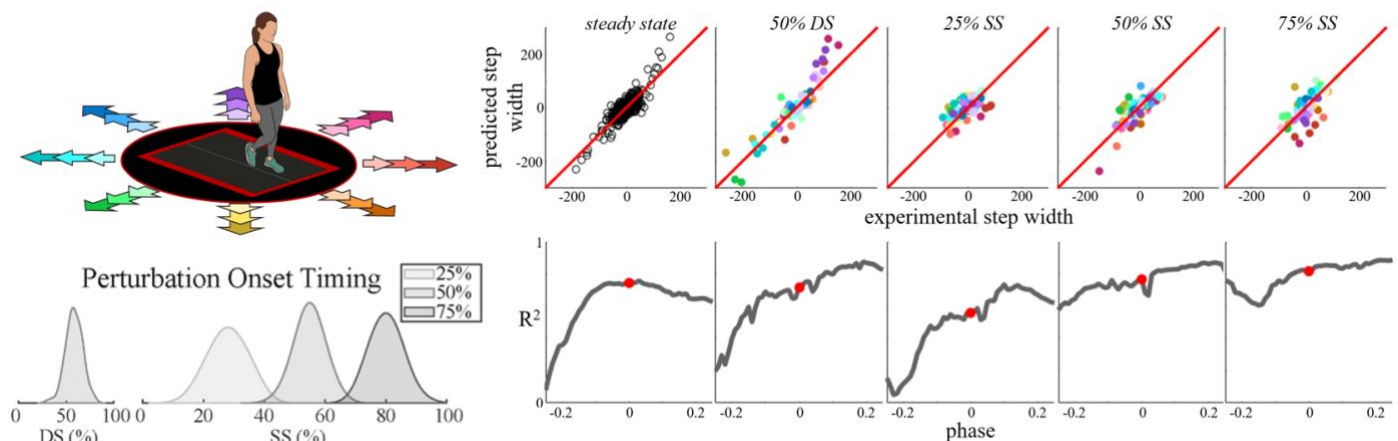 steady state
50% DS
25% SS
50% SS
75% SS
predicted step
width
200
0
-200
-200 0 200
-200 0 200
-200 0 200
-200 0 200
-200 0 200
experimental step width
Perturbation Onset Timing
25%
50%
75%
0 50 100
DS (%)
0 20 40 60 80 100
SS (%)
1
R²
0
-0.2 0 0.2
-0.2 0 0.2
-0.2 0 0.2
-0.2 0 0.2
-0.2 0 0.2
phase